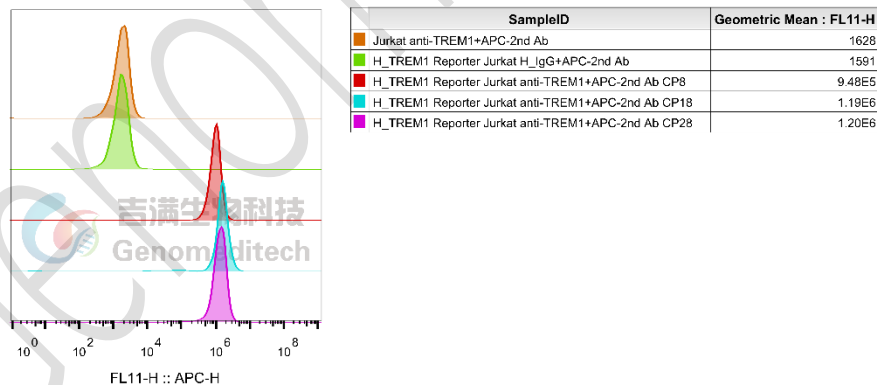 SampleID Geometric Mean : FL11-H
Jurkat anti-TREM1+APC-2nd Ab 1628
H_TREM1 Reporter Jurkat H_IgG+APC-2nd Ab 1591
H_TREM1 Reporter Jurkat anti-TREM1+APC-2nd Ab CP8 9.48E5
H_TREM1 Reporter Jurkat anti-TREM1+APC-2nd Ab CP18 1.19E6
H_TREM1 Reporter Jurkat anti-TREM1+APC-2nd Ab CP28 1.20E6
吉满生物科技
Genomeditech
10^0 10^2 10^4 10^6 10^8
FL11-H :: APC-H